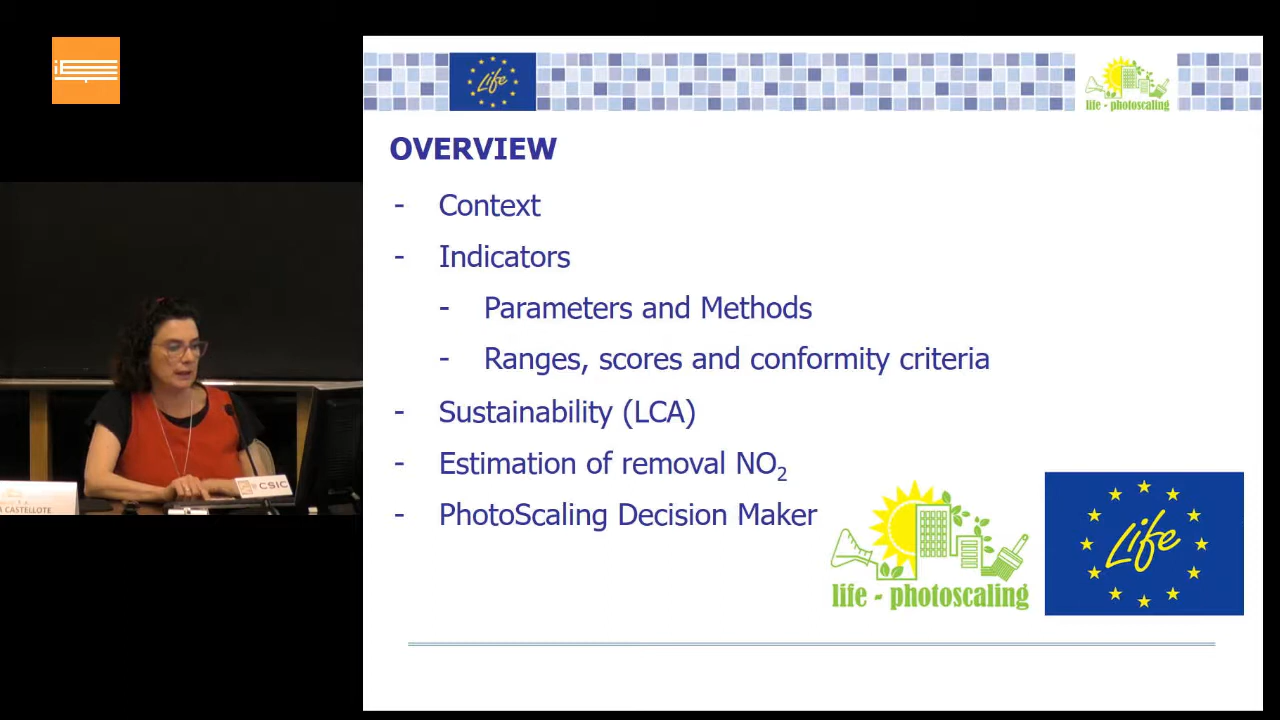 Life
life - photoscaling
OVERVIEW
- Context
- Indicators
- Parameters and Methods
- Ranges, scores and conformity criteria
- Sustainability (LCA)
- Estimation of removal NO₂
- PhotoScaling Decision Maker
life - photoscaling
Life
CSIC
CASTELLOTE